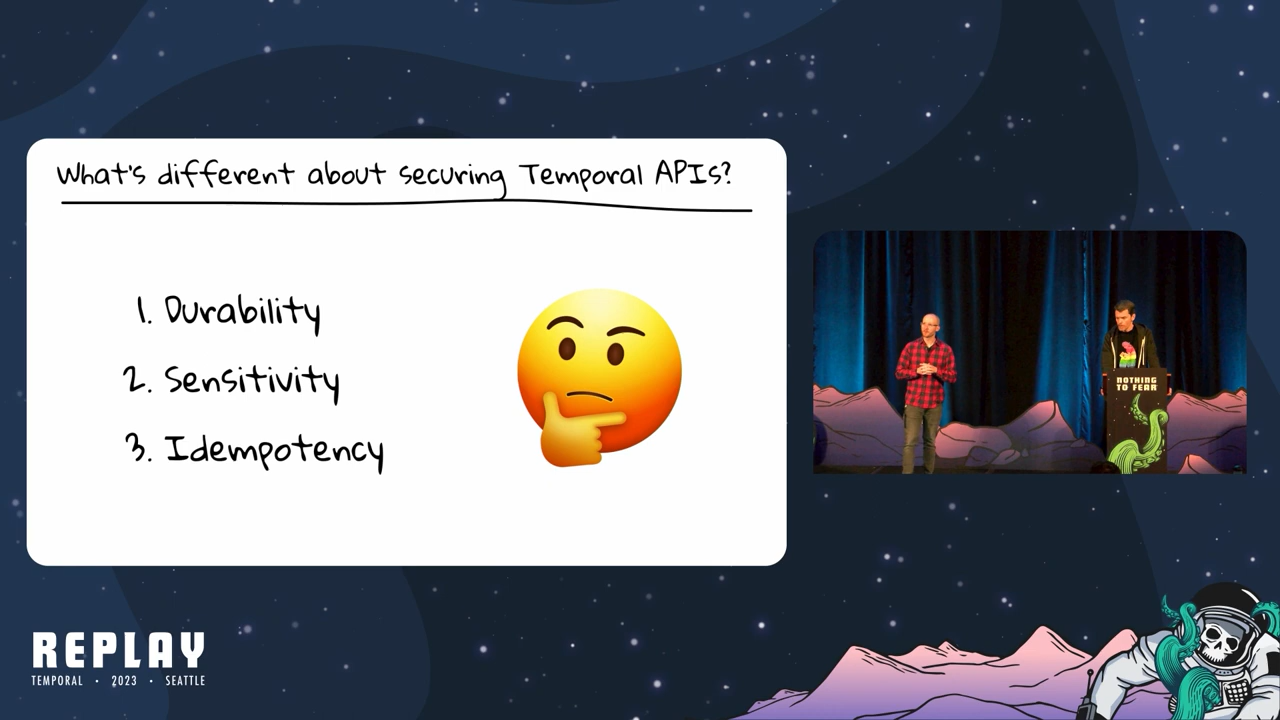 What's different about securing Temporal APIs?
1. Durability
2. Sensitivity
3. Idempotency
NOTHING
TO FEAR
REPLAY
TEMPORAL • 2023 • SEATTLE